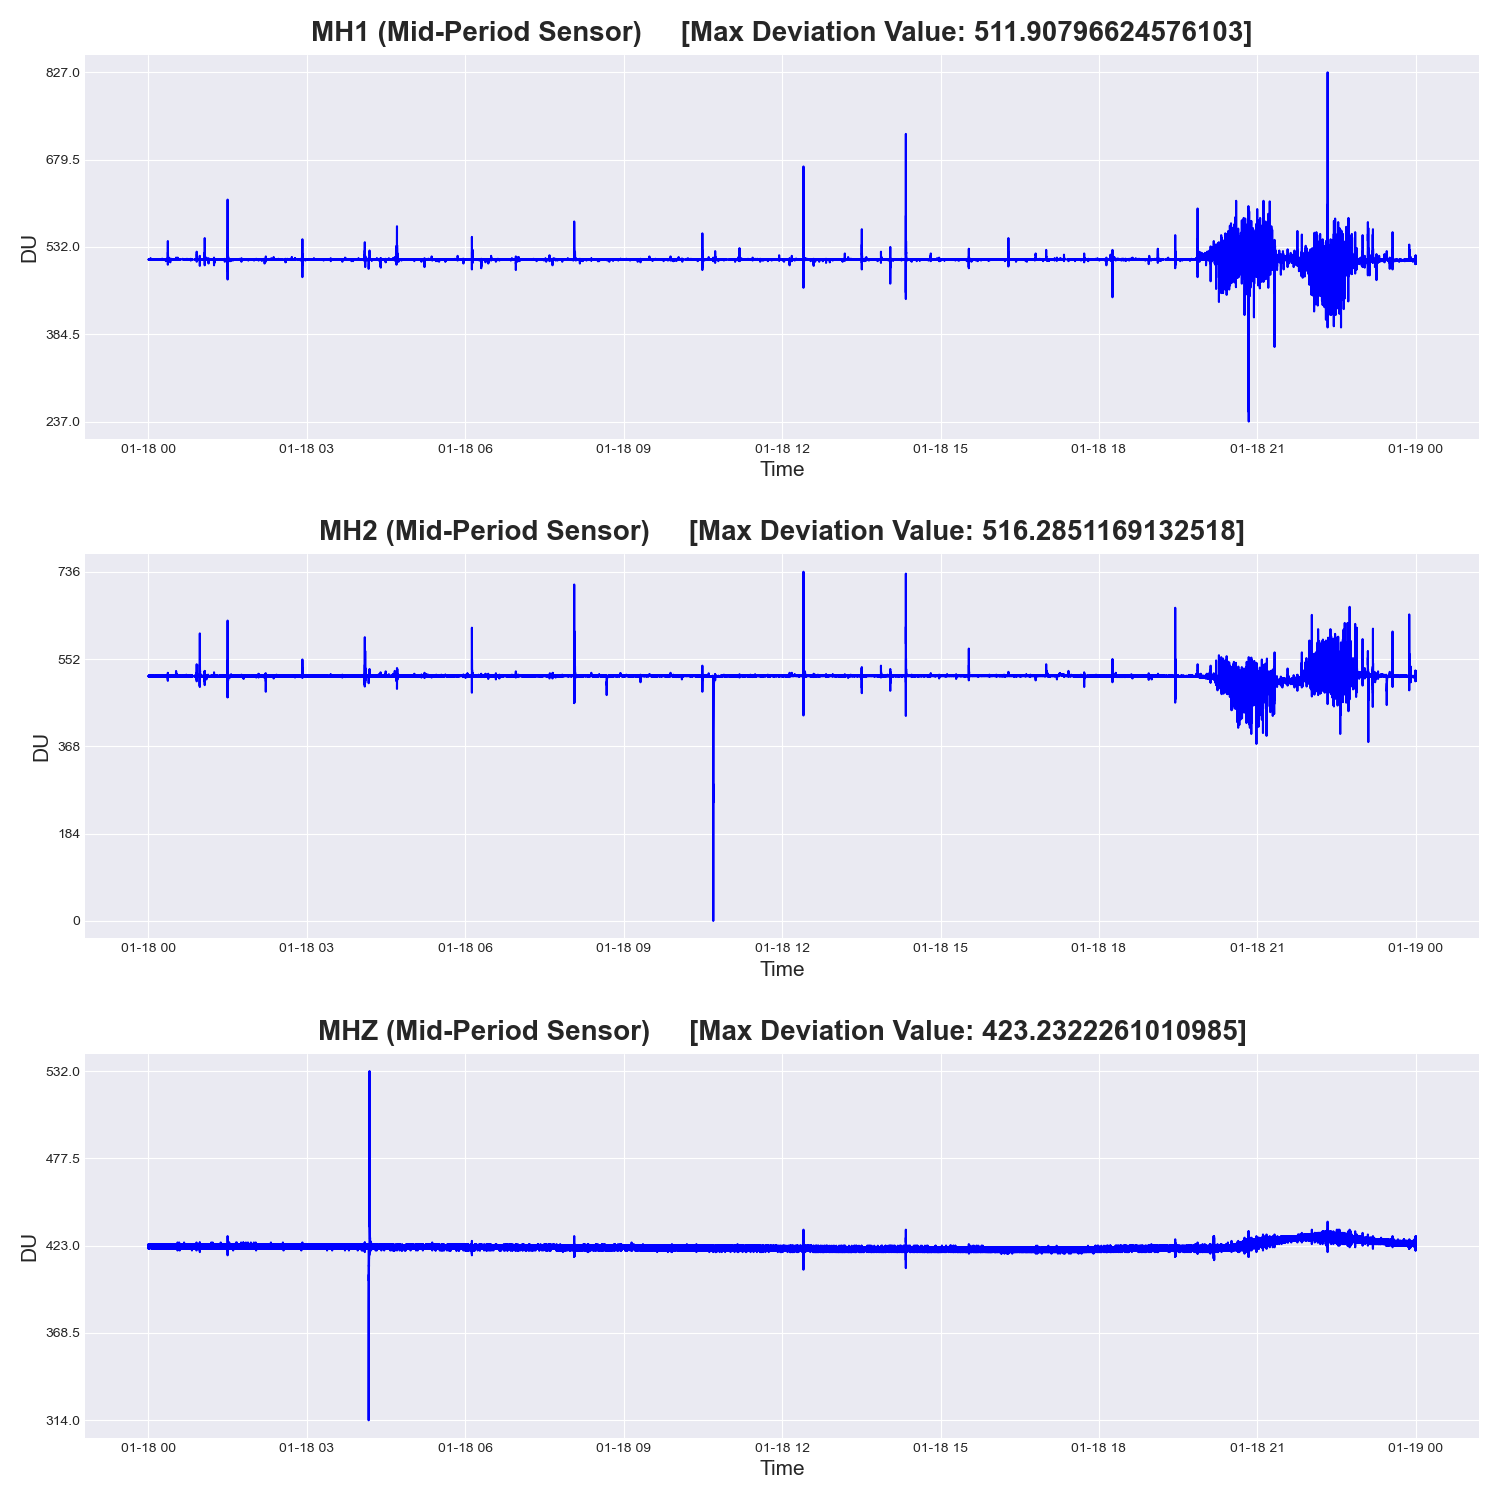 MH1 (Mid-Period Sensor) [Max Deviation Value: 511.90796624576103]
827.0
679.5
532.0
384.5
237.0
DU
01-18 00 01-18 03 01-18 06 01-18 09 01-18 12 01-18 15 01-18 18 01-18 21 01-19 00
Time
MH2 (Mid-Period Sensor) [Max Deviation Value: 516.2851169132518]
736
552
368
184
0
DU
01-18 00 01-18 03 01-18 06 01-18 09 01-18 12 01-18 15 01-18 18 01-18 21 01-19 00
Time
MHZ (Mid-Period Sensor) [Max Deviation Value: 423.2322261010985]
532.0
477.5
423.0
368.5
314.0
DU
01-18 00 01-18 03 01-18 06 01-18 09 01-18 12 01-18 15 01-18 18 01-18 21 01-19 00
Time